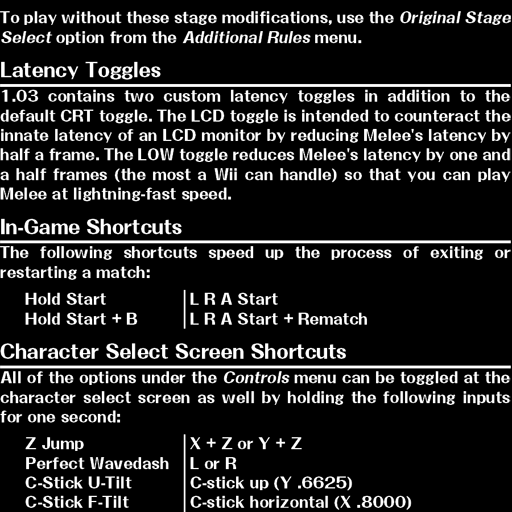 To play without these stage modifications, use the Original Stage
Select option from the Additional Rules menu.
Latency Toggles
1.03 contains two custom latency toggles in addition to the
default CRT toggle. The LCD toggle is intended to counteract the
innate latency of an LCD monitor by reducing Melee's latency by
half a frame. The LOW toggle reduces Melee's latency by one and
a half frames (the most a Wii can handle) so that you can play
Melee at lightning-fast speed.
In-Game Shortcuts
The following shortcuts speed up the process of exiting or
restarting a match:
Hold Start L R A Start
Hold Start + B L R A Start + Rematch
Character Select Screen Shortcuts
All of the options under the Controls menu can be toggled at the
character select screen as well by holding the following inputs
for one second:
Z Jump X + Z or Y + Z
Perfect Wavedash L or R
C-Stick U-Tilt C-stick up (Y .6625)
C-Stick F-Tilt C-stick horizontal (X .8000)